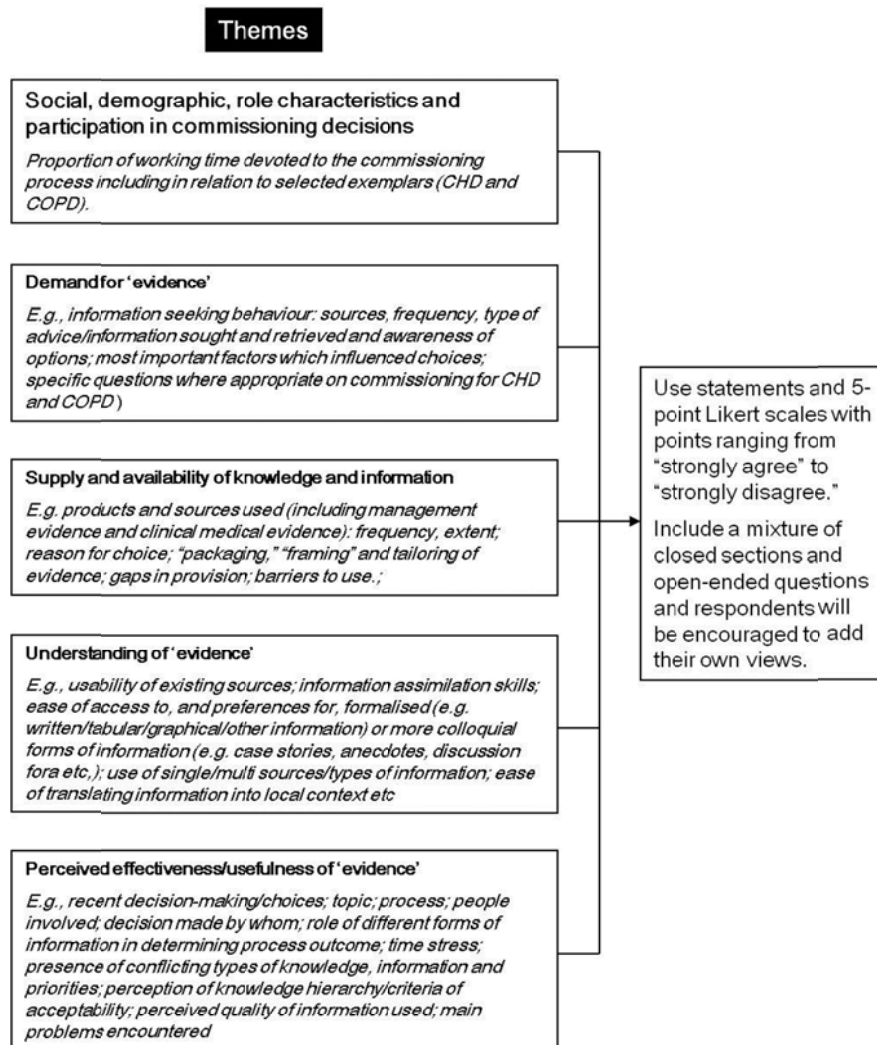 Themes
Social, demographic, role characteristics and
participation in commissioning decisions
Proportion of working time devoted to the commissioning
process including in relation to selected exemplars (CHD and
COPD).
Demand for ‘evidence’
E.g., information seeking behaviour: sources, frequency, type of
advice/information sought and retrieved and awareness of
options; most important factors which influenced choices;
specific questions where appropriate on commissioning for CHD
and COPD )
Supply and availability of knowledge and information
E.g. products and sources used (including management
evidence and clinical medical evidence): frequency, extent;
reason for choice; “packaging,” “framing” and tailoring of
evidence; gaps in provision; barriers to use.;
Understanding of ‘evidence’
E.g., usability of existing sources; information assimilation skills;
ease of access to, and preferences for, formalised (e.g.
written/tabular/graphical/other information) or more colloquial
forms of information (e.g. case stories, anecdotes, discussion
fora etc,); use of single/multi sources/types of information; ease
of translating information into local context etc
Perceived effectiveness/usefulness of ‘evidence’
E.g., recent decision-making/choices; topic; process; people
involved; decision made by whom; role of different forms of
information in determining process outcome; time stress;
presence of conflicting types of knowledge, information and
priorities; perception of knowledge hierarchy/criteria of
acceptability; perceived quality of information used; main
problems encountered
Use statements and 5-
point Likert scales with
points ranging from
“strongly agree” to
“strongly disagree.”
Include a mixture of
closed sections and
open-ended questions
and respondents will
be encouraged to add
their own views.